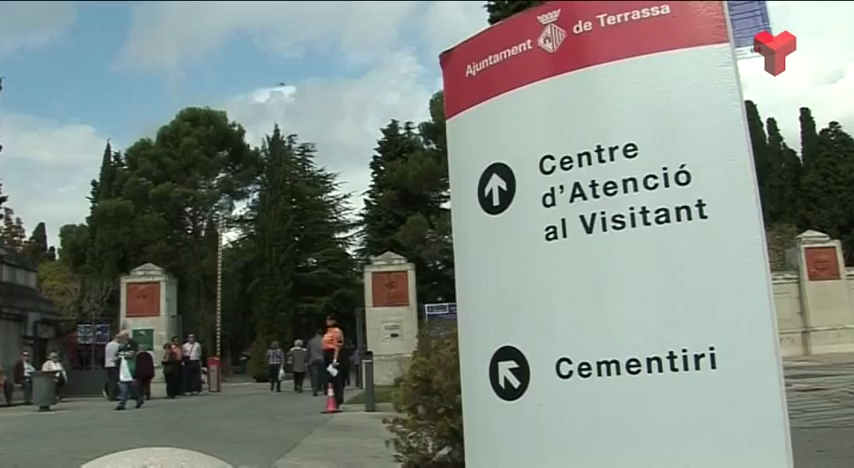 Ajuntament de Terrassa
Centre
d'Atenció
al Visitant
Cementiri